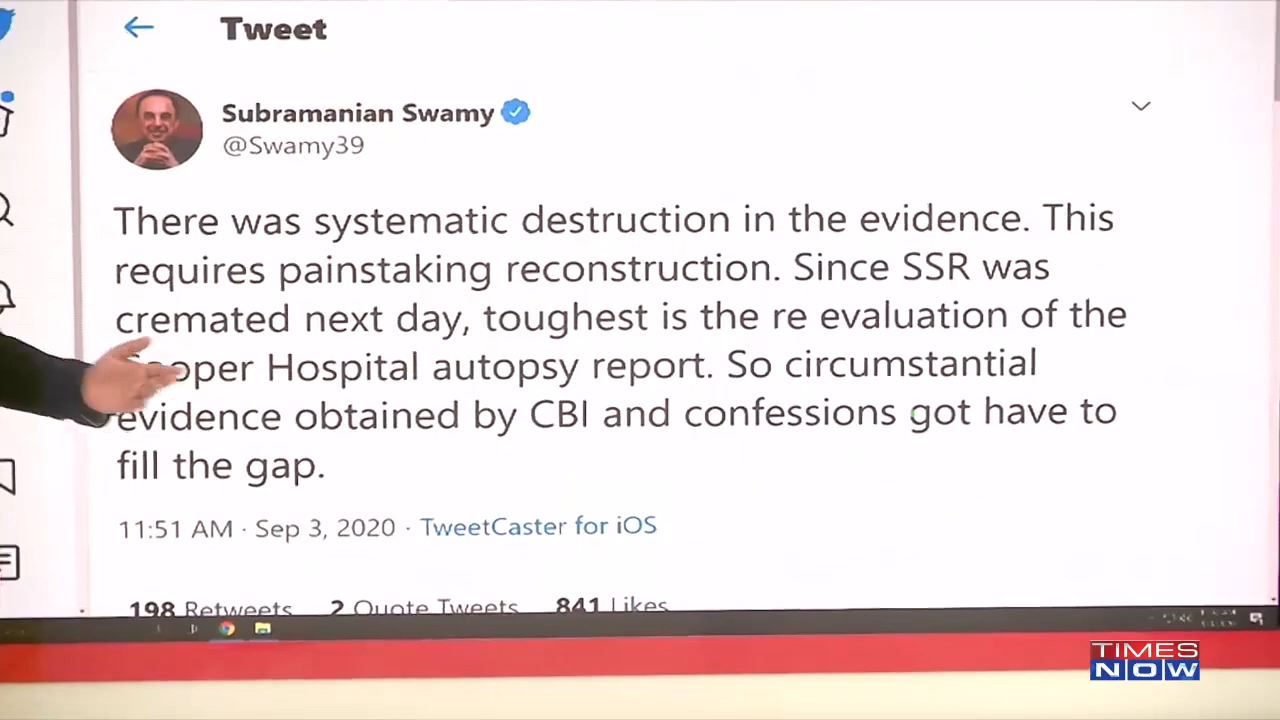 Tweet
Subramanian Swamy
@Swamy39
There was systematic destruction in the evidence. This
requires painstaking reconstruction. Since SSR was
cremated next day, toughest is the re evaluation of the
oper Hospital autopsy report. So circumstantial
evidence obtained by CBI and confessions got have to
fill the gap.
11:51 AM · Sep 3, 2020 · TweetCaster for iOS
198 Retweets 2 Quote Tweets 841 Likes
TIMES
NOW